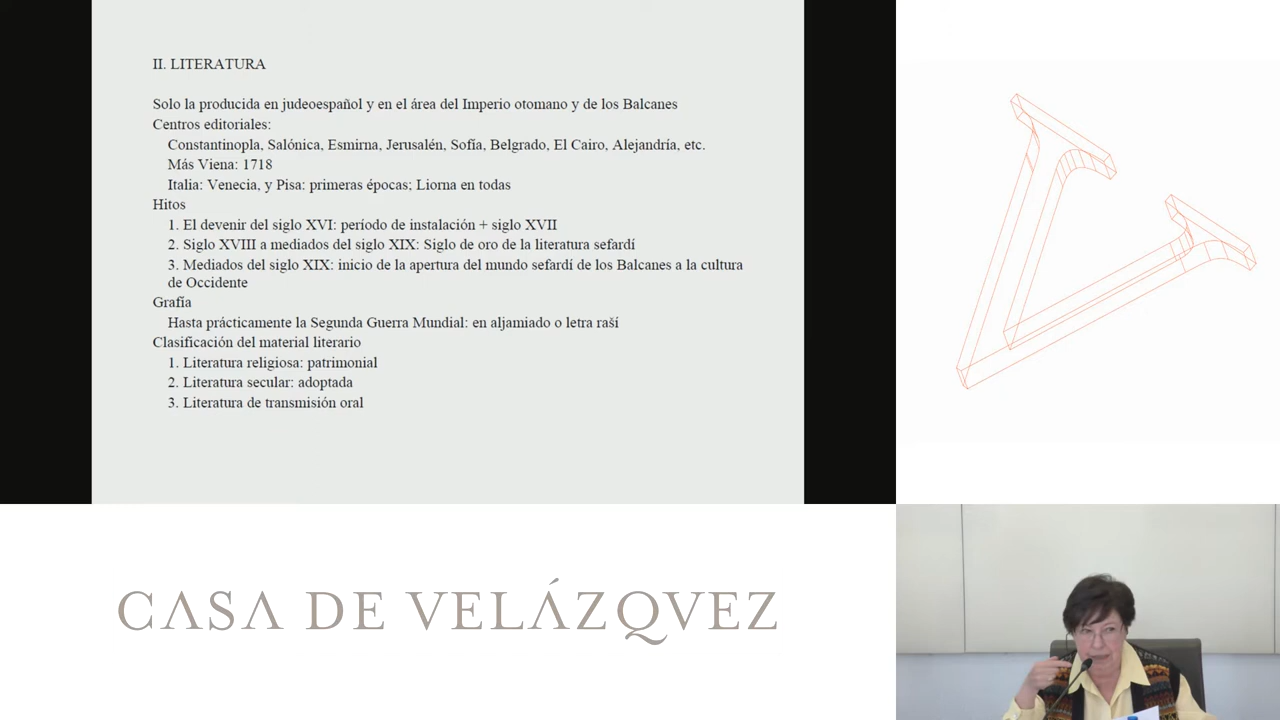 II. LITERATURA
Solo la producida en judeoespañol y en el área del Imperio otomano y de los Balcanes
Centros editoriales:
Constantinopla, Salónica, Esmirna, Jerusalén, Sofía, Belgrado, El Cairo, Alejandría, etc.
Más Viena: 1718
Italia: Venecia, y Pisa: primeras épocas; Liorna en todas
Hitos
1. El devenir del siglo XVI: período de instalación + siglo XVII
2. Siglo XVIII a mediados del siglo XIX: Siglo de oro de la literatura sefardí
3. Mediados del siglo XIX: inicio de la apertura del mundo sefardí de los Balcanes a la cultura
de Occidente
Grafía
Hasta prácticamente la Segunda Guerra Mundial: en aljamiado o letra raší
Clasificación del material literario
1. Literatura religiosa: patrimonial
2. Literatura secular: adoptada
3. Literatura de transmisión oral
CASA DE VELÁZQVEZ